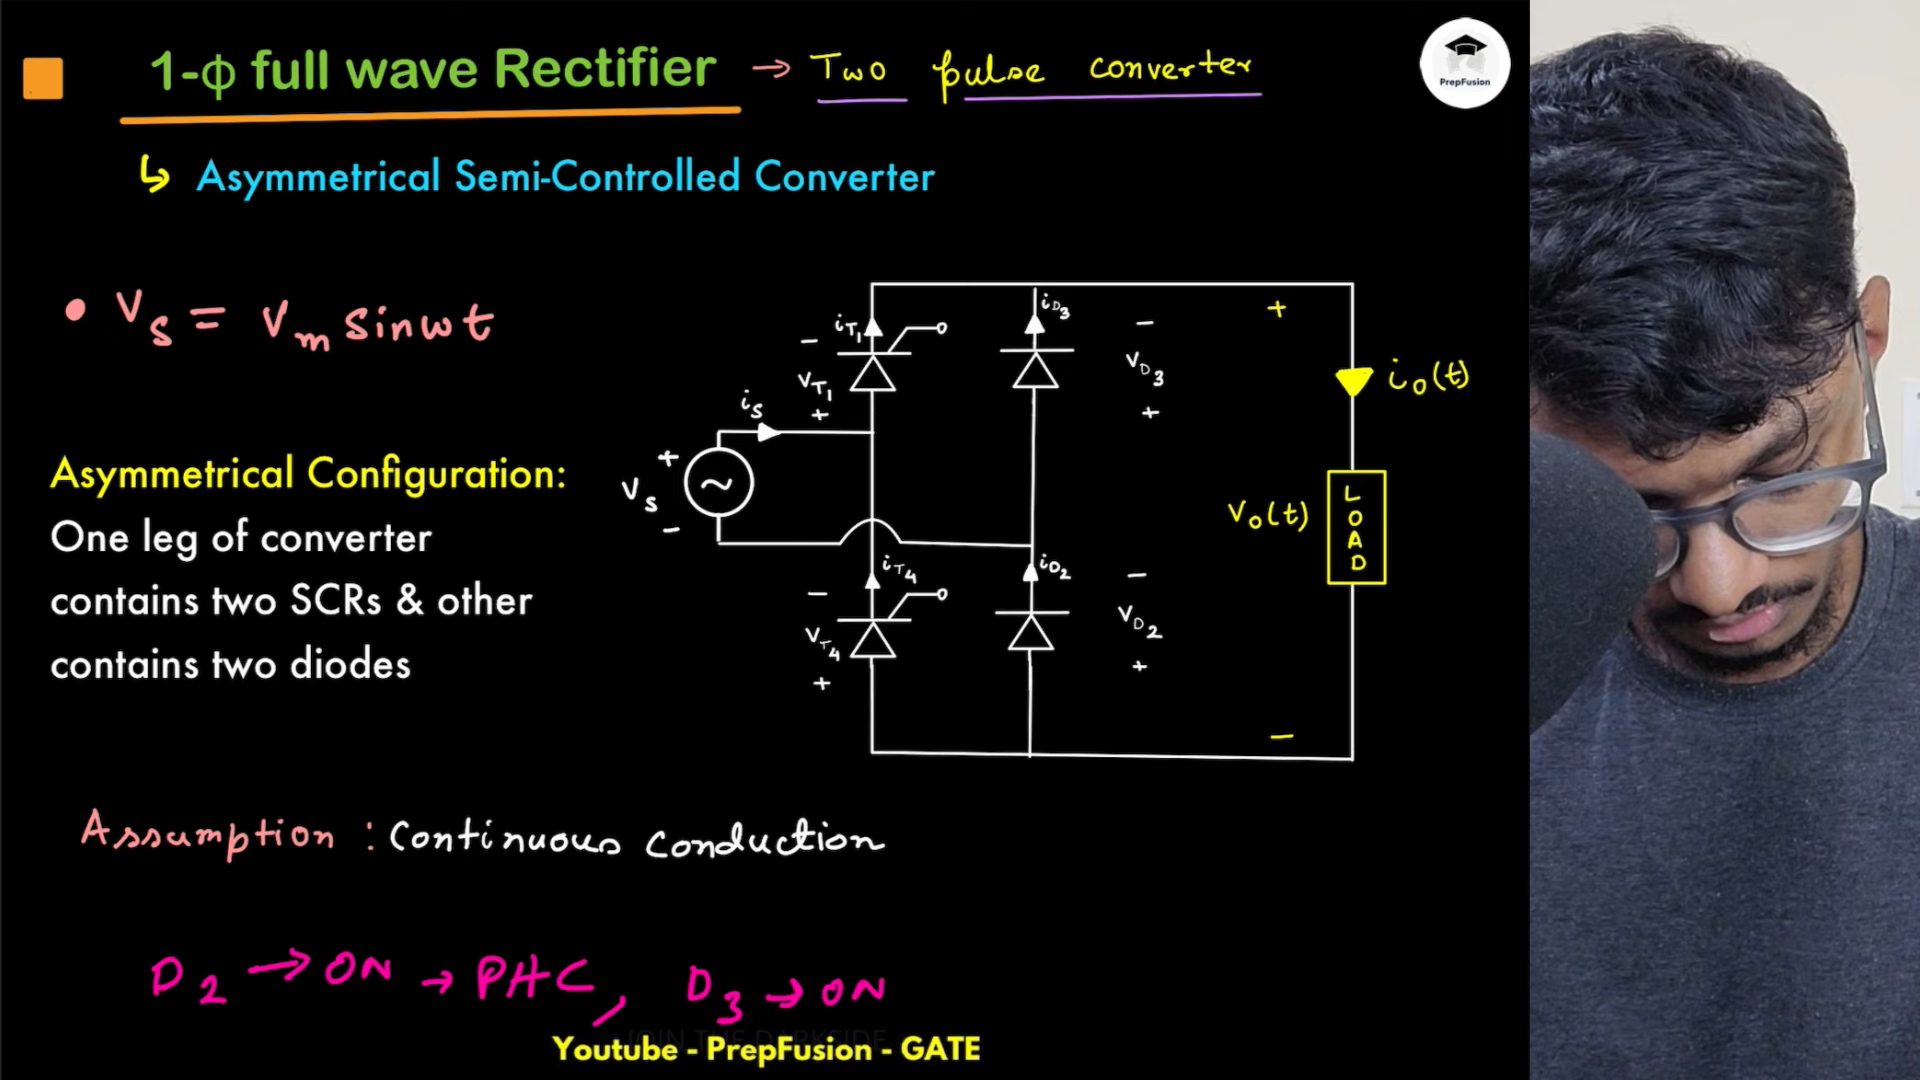 1-ϕ full wave Rectifier → Two pulse converter
PrepFusion
↳ Asymmetrical Semi-Controlled Converter
• Vs = Vm sinωt
Asymmetrical Configuration:
One leg of converter
contains two SCRs & other
contains two diodes
iT1
iD3
+
−
−
VT1
+
VD3
+
io(t)
is
+
Vs
−
Vo(t)
LOAD
iT4
iD2
−
−
VT4
+
VD2
+
−
Assumption : Continuous conduction
D2 → ON → PHC, D3 → ON
Youtube - PrepFusion - GATE